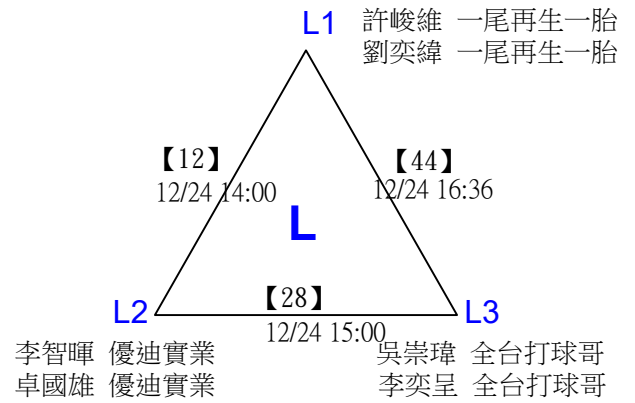 L1
許峻維 一尾再生一胎
劉奕緯 一尾再生一胎
【12】
12/24 14:00
【44】
12/24 16:36
L
【28】
12/24 15:00
L2
李智暉 優迪實業
卓國雄 優迪實業
L3
吳崇瑋 全台打球哥
李奕呈 全台打球哥